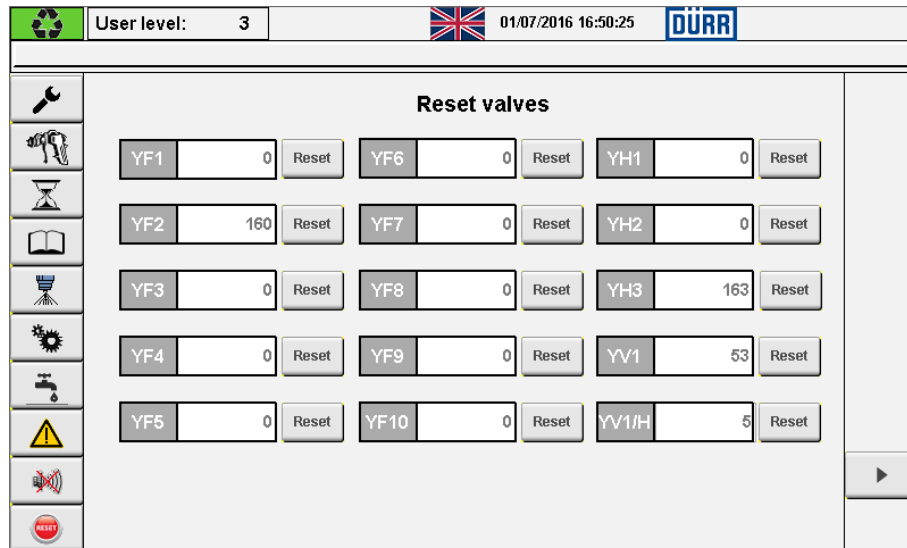 User level: 3 01/07/2016 16:50:25 DÜRR
Reset valves
YF1 0 Reset YF6 0 Reset YH1 0 Reset
YF2 160 Reset YF7 0 Reset YH2 0 Reset
YF3 0 Reset YF8 0 Reset YH3 163 Reset
YF4 0 Reset YF9 0 Reset YV1 53 Reset
YF5 0 Reset YF10 0 Reset YV1/H 5 Reset
RESET